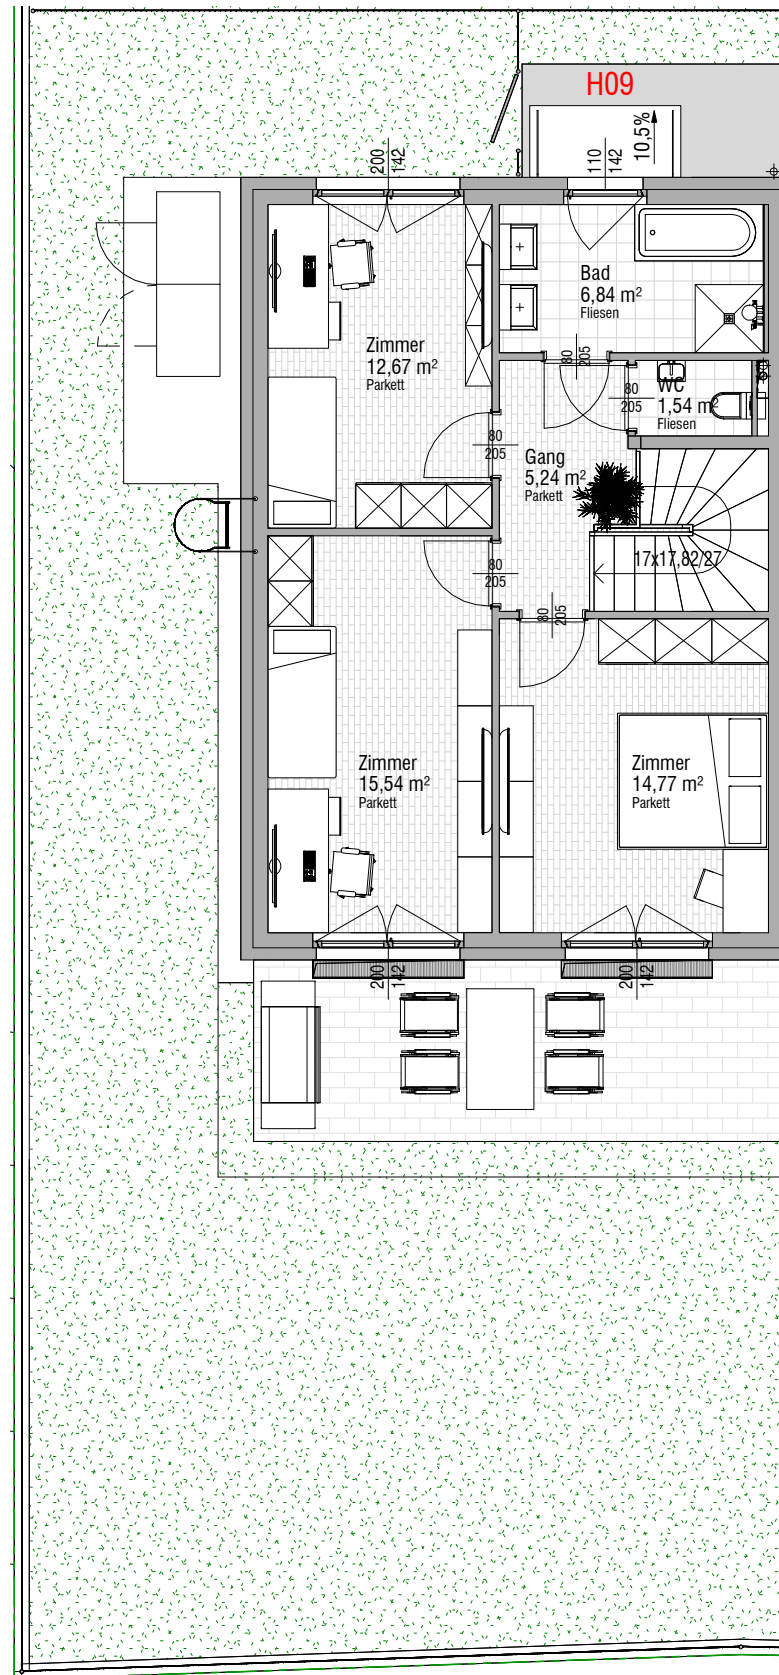 H09
10,5%
200
142
110
142
Bad
6,84 m²
Fliesen
Zimmer
12,67 m²
Parkett
80
205
80
205
WC
1,54 m²
Fliesen
80
205
Gang
5,24 m²
Parkett
17x17,82/27
80
205
80
205
Zimmer
15,54 m²
Parkett
Zimmer
14,77 m²
Parkett
200
142
200
142